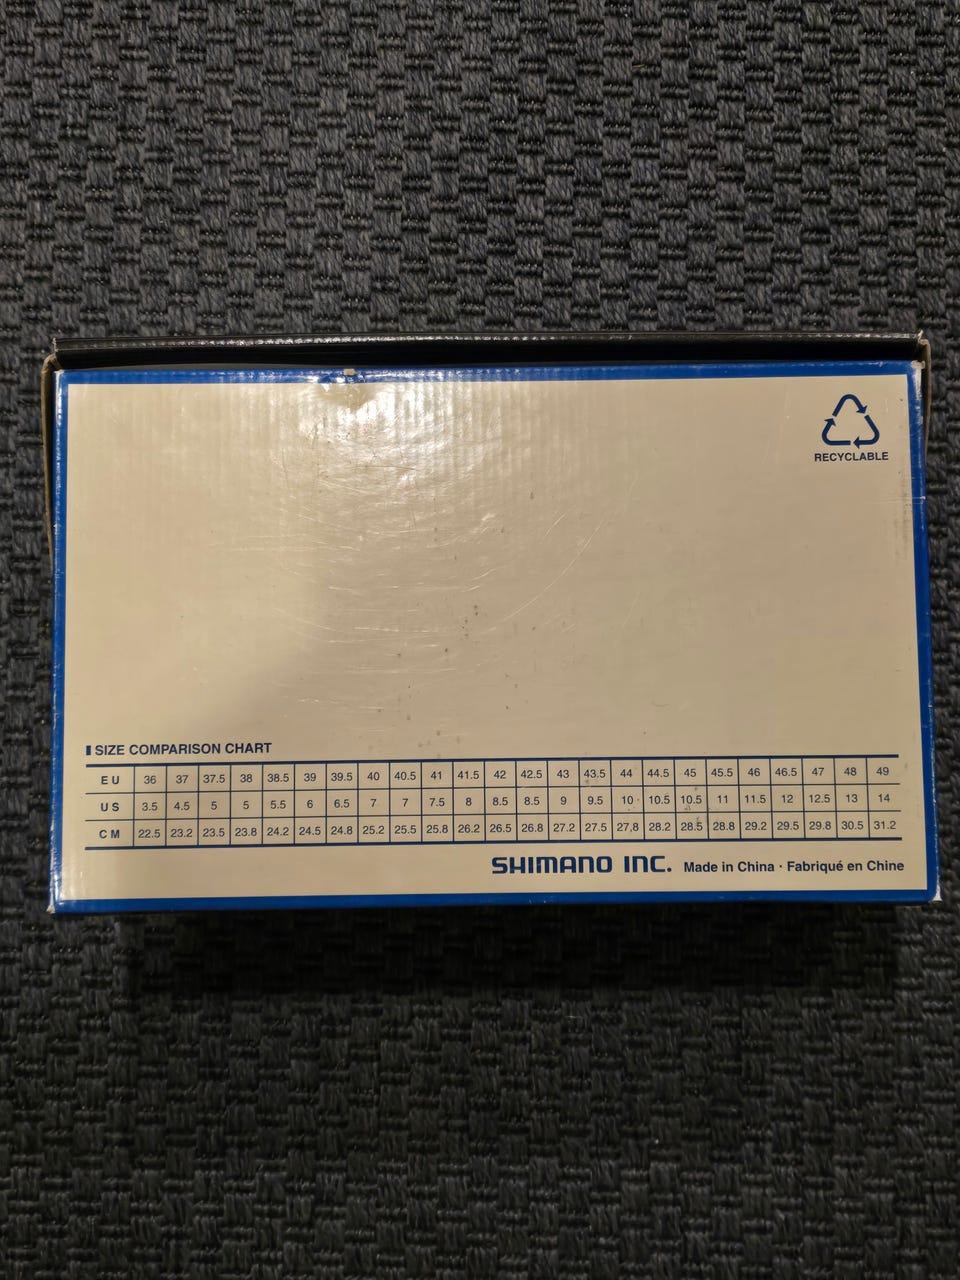 RECYCLABLE
SIZE COMPARISON CHART
EU 36 37 37.5 38 38.5 39 39.5 40 40.5 41 41.5 42 42.5 43 43.5 44 44.5 45 45.5 46 46.5 47 48 49
US 3.5 4.5 5 5 5.5 6 6.5 7 7 7.5 8 8.5 8.5 9 9.5 10 10.5 10.5 11 11.5 12 12.5 13 14
CM 22.5 23.2 23.5 23.8 24.2 24.5 24.8 25.2 25.5 25.8 26.2 26.5 26.8 27.2 27.5 27,8 28.2 28.5 28.8 29.2 29.5 29.8 30.5 31.2
SHIMANO INC. Made in China · Fabriqué en Chine